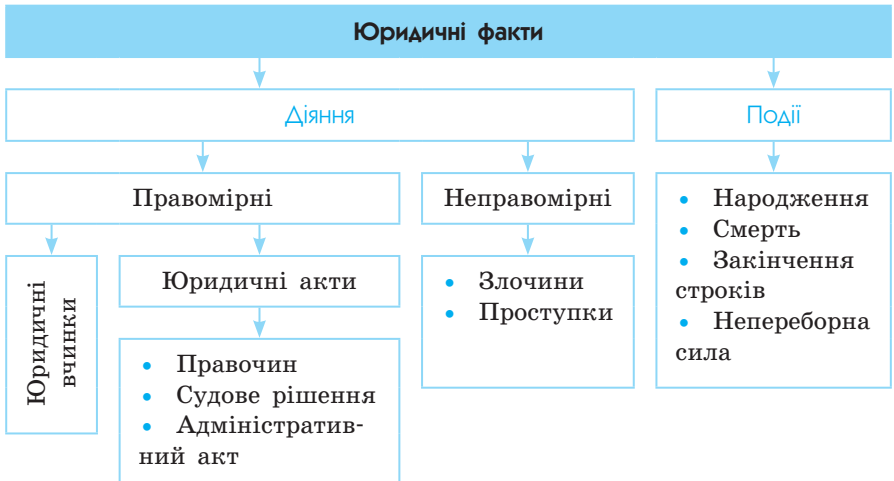 Юридичні факти
Діяння
Події
Правомірні
Неправомірні
• Народження
• Смерть
• Закінчення
строків
• Непереборна
сила
Юридичні
вчинки
Юридичні акти
• Злочини
• Проступки
• Правочин
• Судове рішення
• Адміністратив-
ний акт